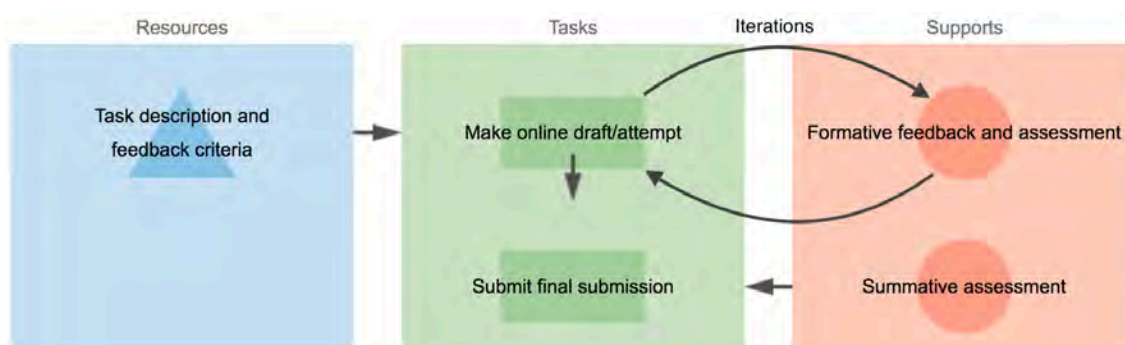 Resources
Tasks
Iterations
Supports
Task description and
feedback criteria
Make online draft/attempt
Formative feedback and assessment
Submit final submission
Summative assessment